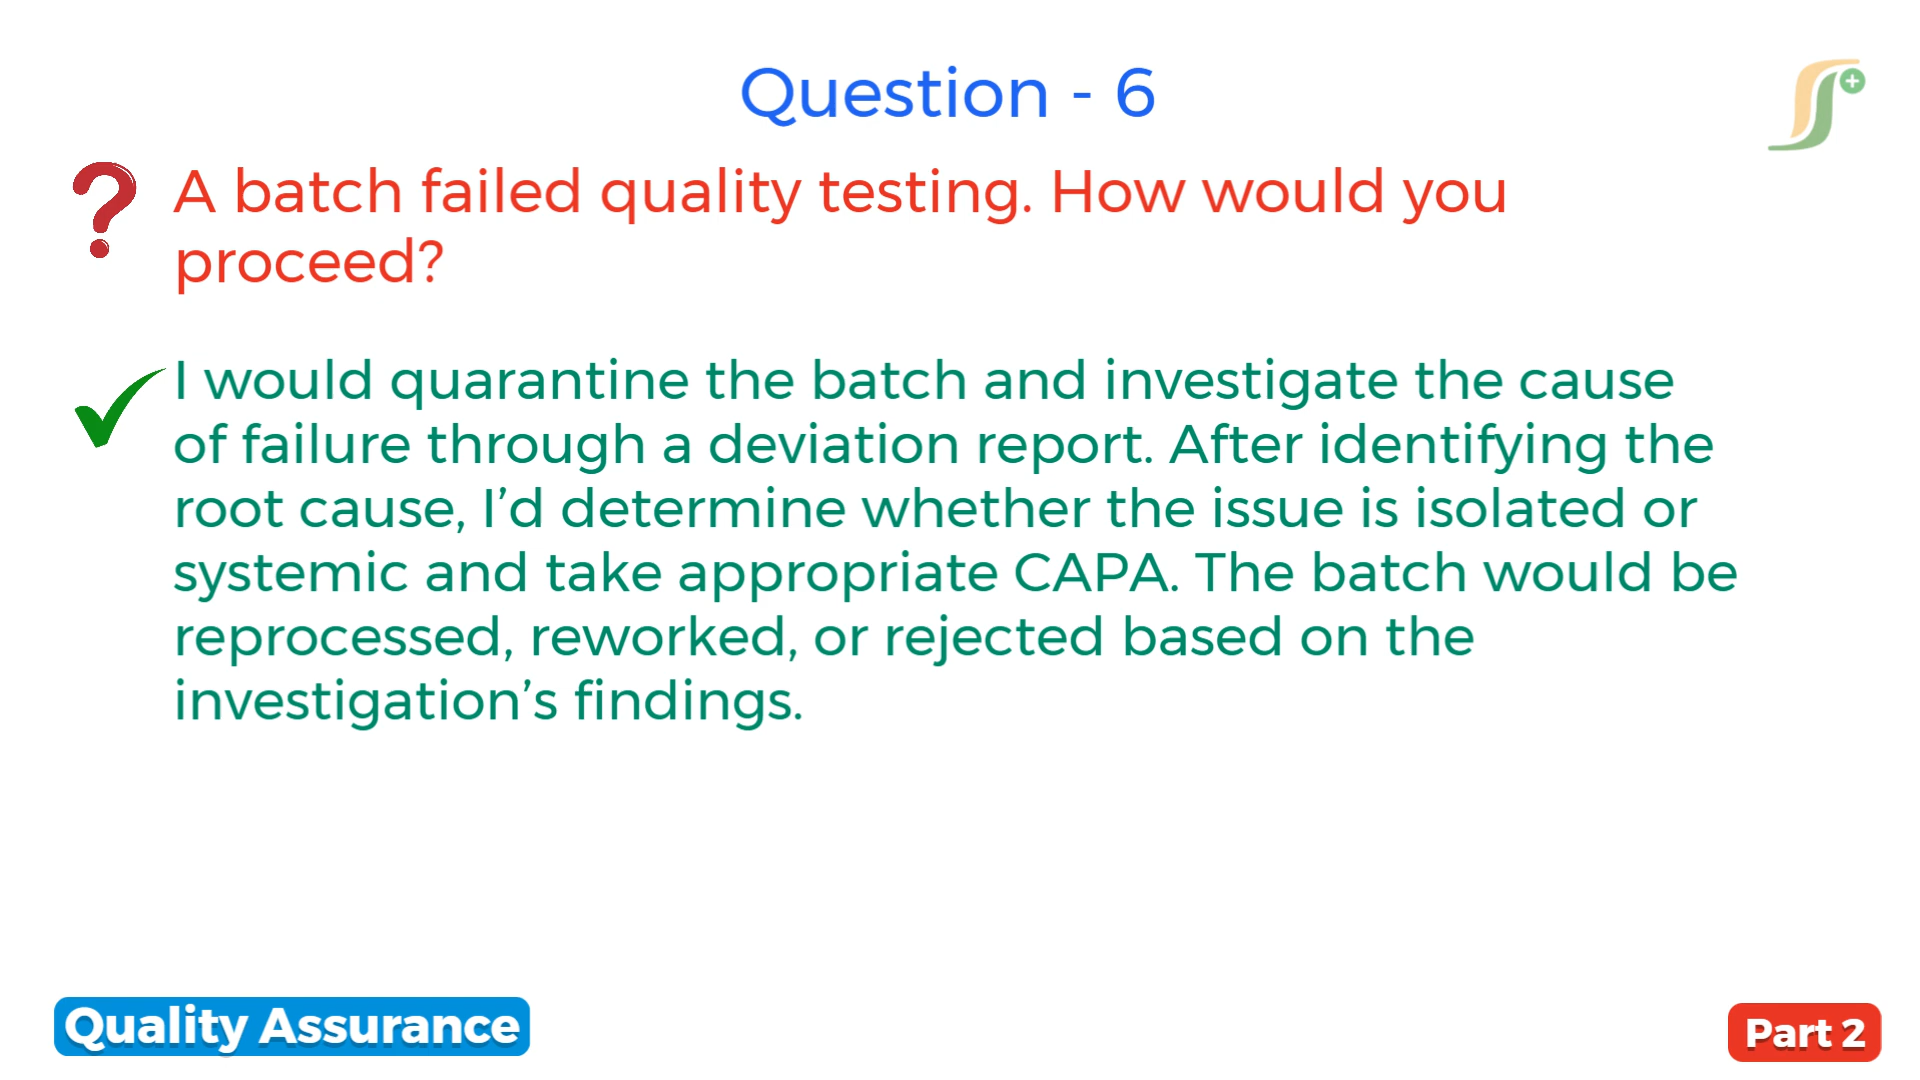 Question - 6
A batch failed quality testing. How would you
proceed?
I would quarantine the batch and investigate the cause
of failure through a deviation report. After identifying the
root cause, I’d determine whether the issue is isolated or
systemic and take appropriate CAPA. The batch would be
reprocessed, reworked, or rejected based on the
investigation’s findings.
Quality Assurance
Part 2